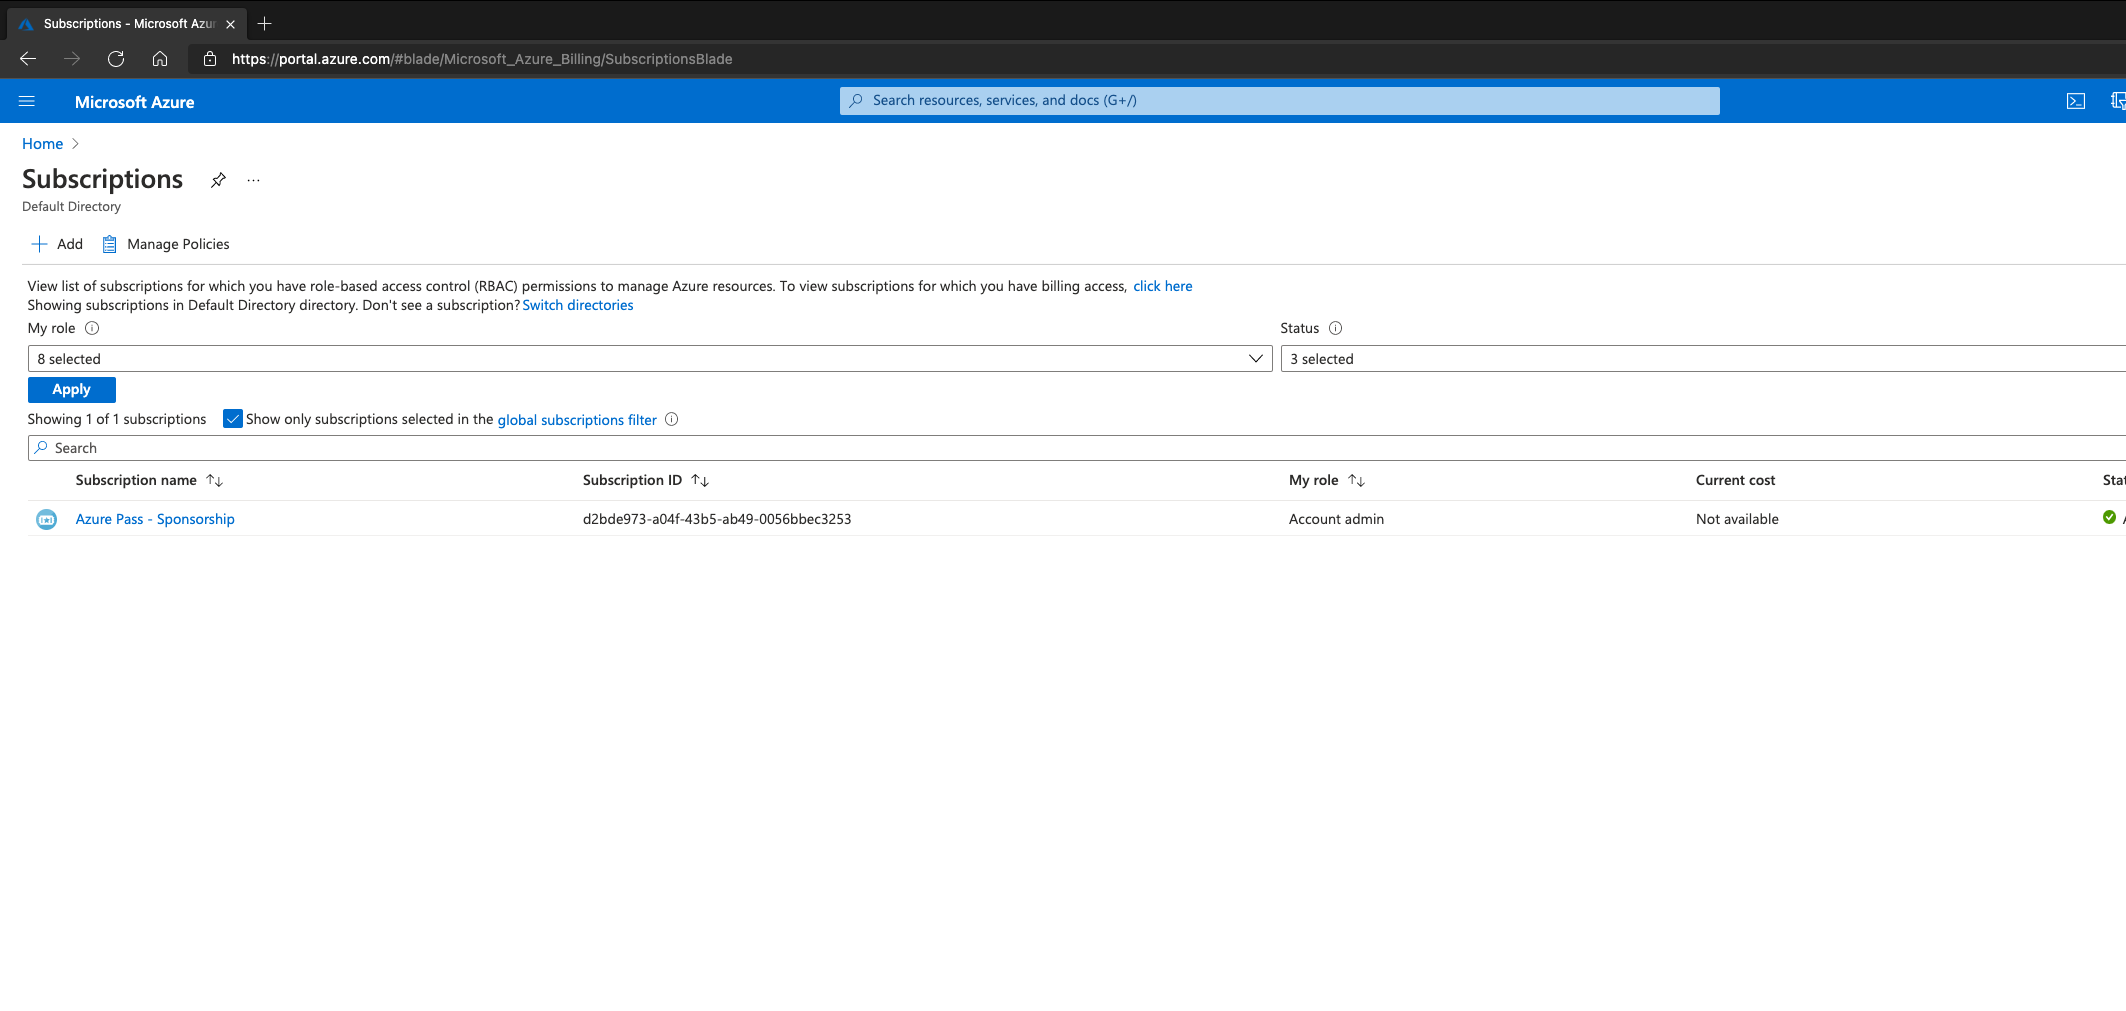 Subscriptions - Microsoft Azur
https://portal.azure.com/#blade/Microsoft_Azure_Billing/SubscriptionsBlade
Microsoft Azure
Search resources, services, and docs (G+/)
Home
Subscriptions
...
Default Directory
Add
Manage Policies
View list of subscriptions for which you have role-based access control (RBAC) permissions to manage Azure resources. To view subscriptions for which you have billing access, click here
Showing subscriptions in Default Directory directory. Don't see a subscription? Switch directories
My role
Status
8 selected
3 selected
Apply
Showing 1 of 1 subscriptions
Show only subscriptions selected in the global subscriptions filter
Search
Subscription name
Subscription ID
My role
Current cost
Stat
Azure Pass - Sponsorship
d2bde973-a04f-43b5-ab49-0056bbec3253
Account admin
Not available